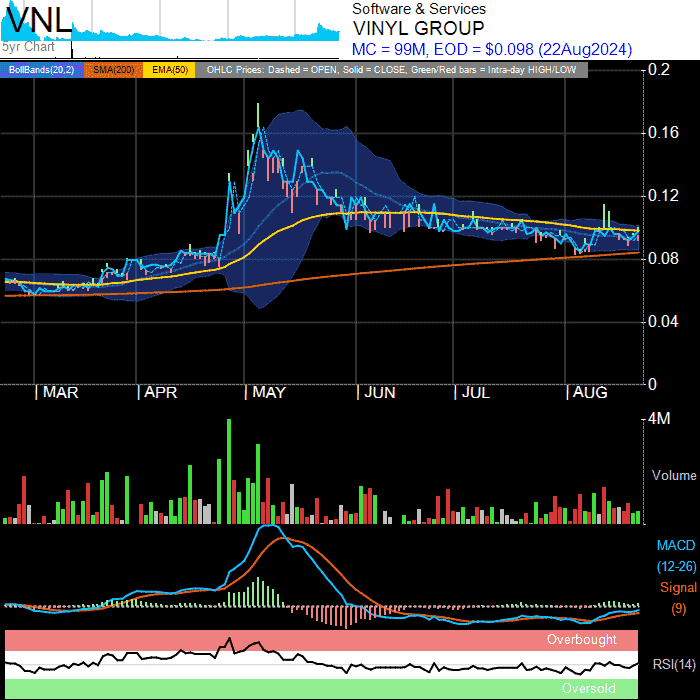 VNL
5yr Chart
Software & Services
VINYL GROUP
MC = 99M, EOD = $0.098 (22Aug2024)
BollBands(20,2) SMA(200) EMA(50) OHLC Prices: Dashed = OPEN, Solid = CLOSE, Green/Red bars = Intra-day HIGH/LOW
0.2
0.16
0.12
0.08
0.04
0
| MAR | APR | MAY | JUN | JUL | AUG
4M
Volume
MACD
(12-26)
Signal
(9)
Overbought
RSI(14)
Oversold